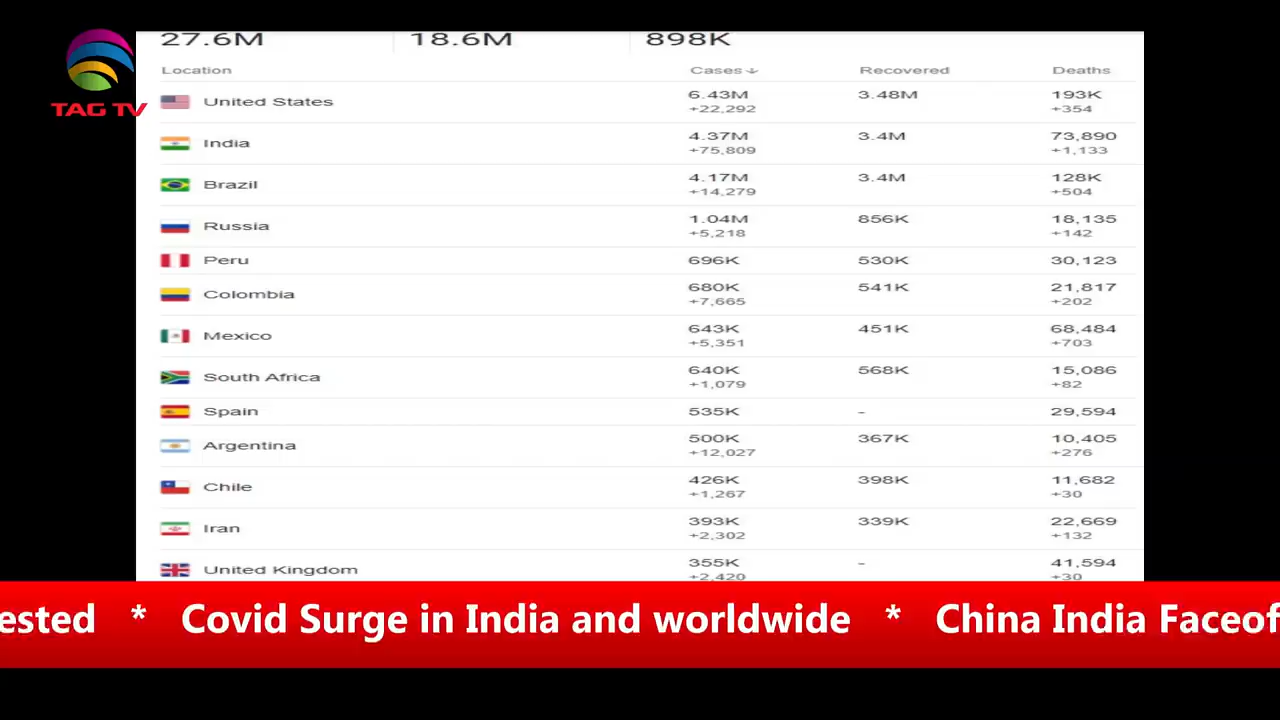 27.6M 18.6M 898K
Location Cases ↓ Recovered Deaths
United States 6.43M 3.48M 193K
+22,292 +354
India 4.37M 3.4M 73,890
+75,809 +1,133
Brazil 4.17M 3.4M 128K
+14,279 +504
Russia 1.04M 856K 18,135
+5,218 +142
Peru 696K 530K 30,123
Colombia 680K 541K 21,817
+7,665 +202
Mexico 643K 451K 68,484
+5,351 +703
South Africa 640K 568K 15,086
+1,079 +82
Spain 535K - 29,594
Argentina 500K 367K 10,405
+12,027 +276
Chile 426K 398K 11,682
+1,267 +30
Iran 393K 339K 22,669
+2,302 +132
United Kingdom 355K - 41,594
+2,420 +30
TAG TV
ested * Covid Surge in India and worldwide * China India Faceof